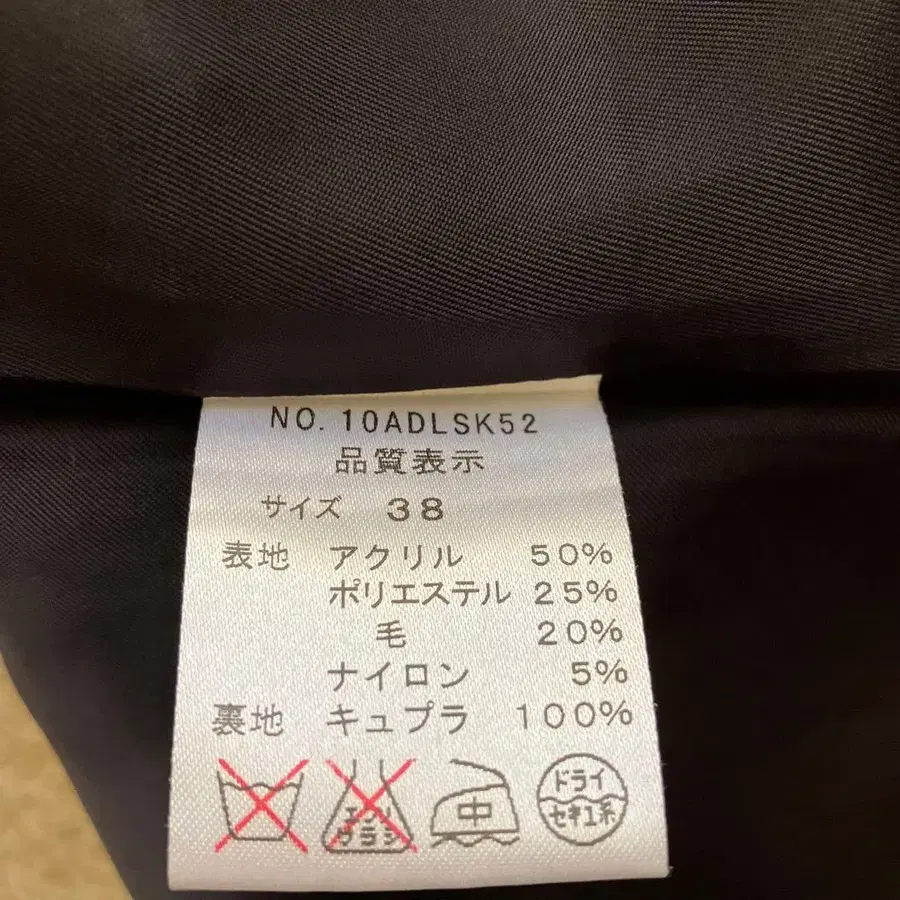 NO. 10ADLSK52
品質表示
サイズ 38
表地 アクリル 50%
ポリエステル 25%
毛 20%
ナイロン 5%
裏地 キュプラ 100%
エンソ
サラシ
中
ドライ
セキユ系